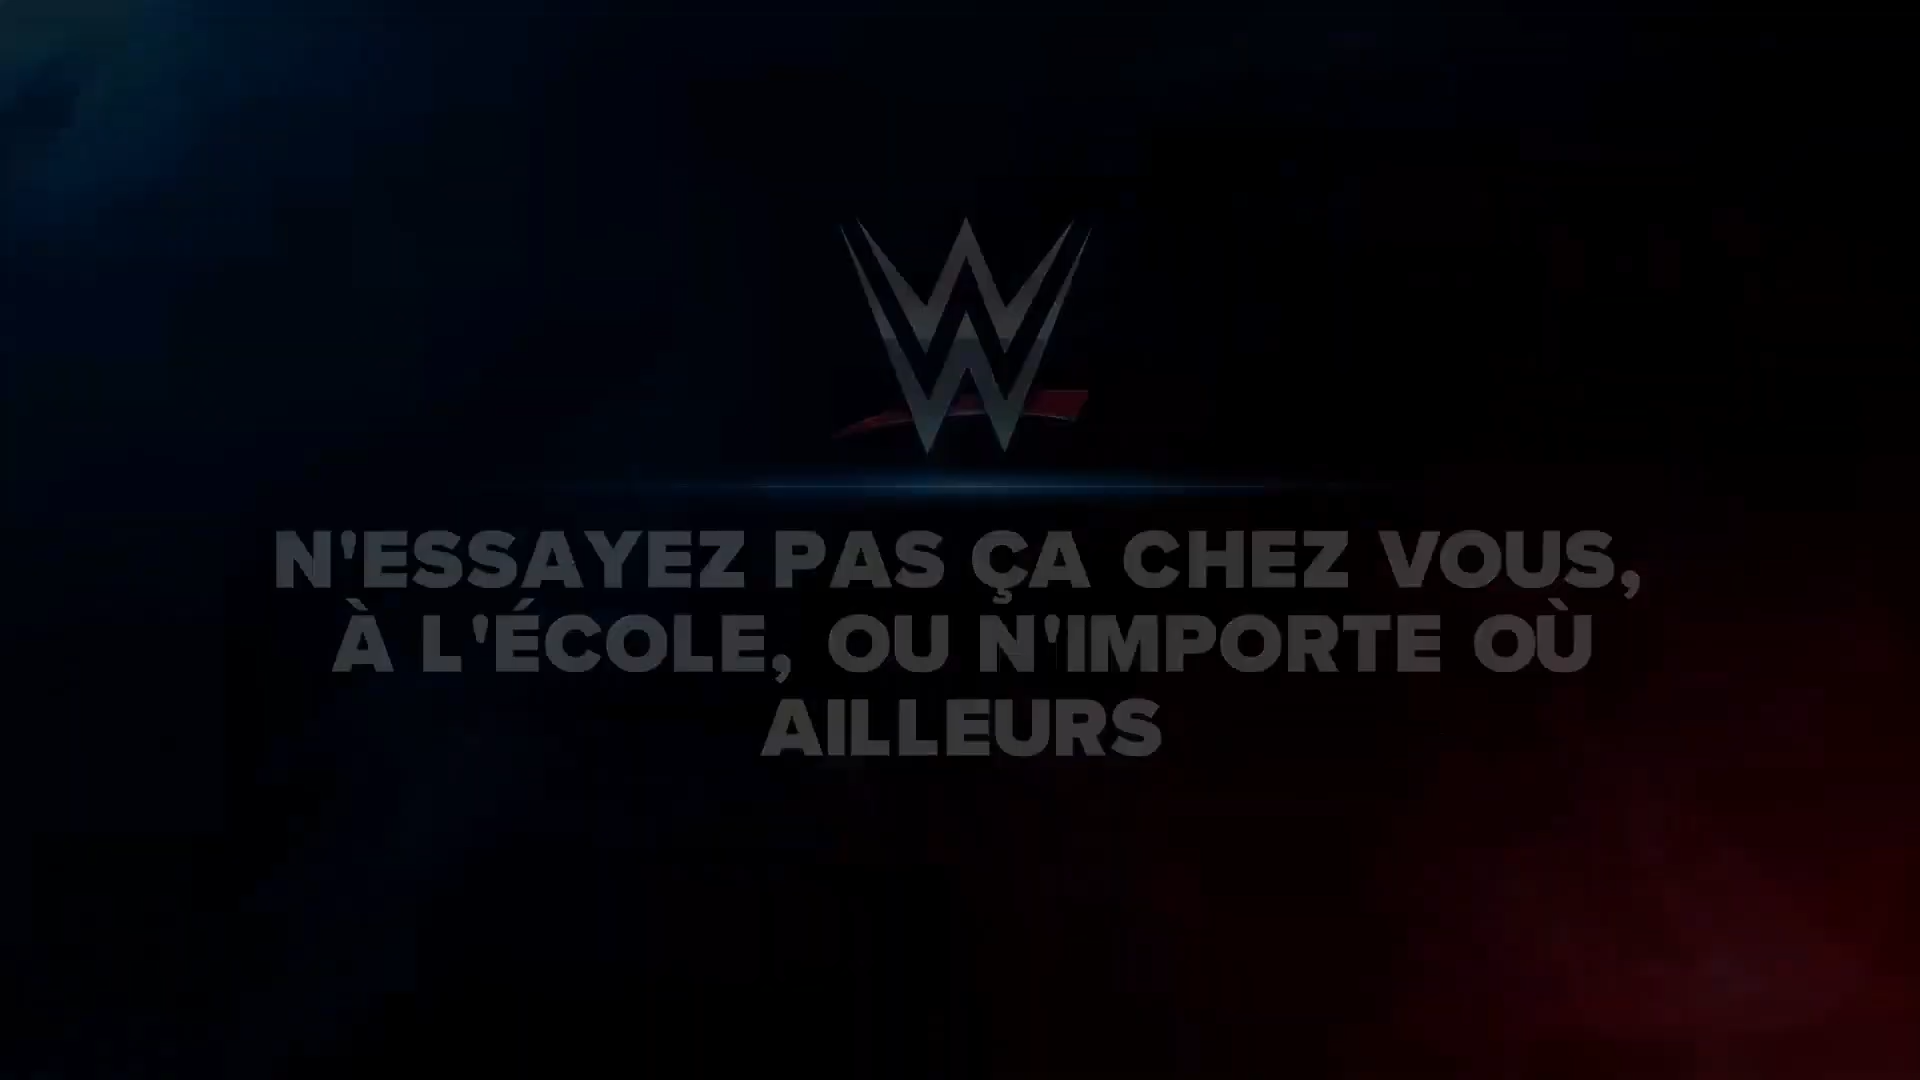 W
N'ESSAYEZ PAS ÇA CHEZ VOUS,
À L'ÉCOLE, OU N'IMPORTE OÙ
AILLEURS